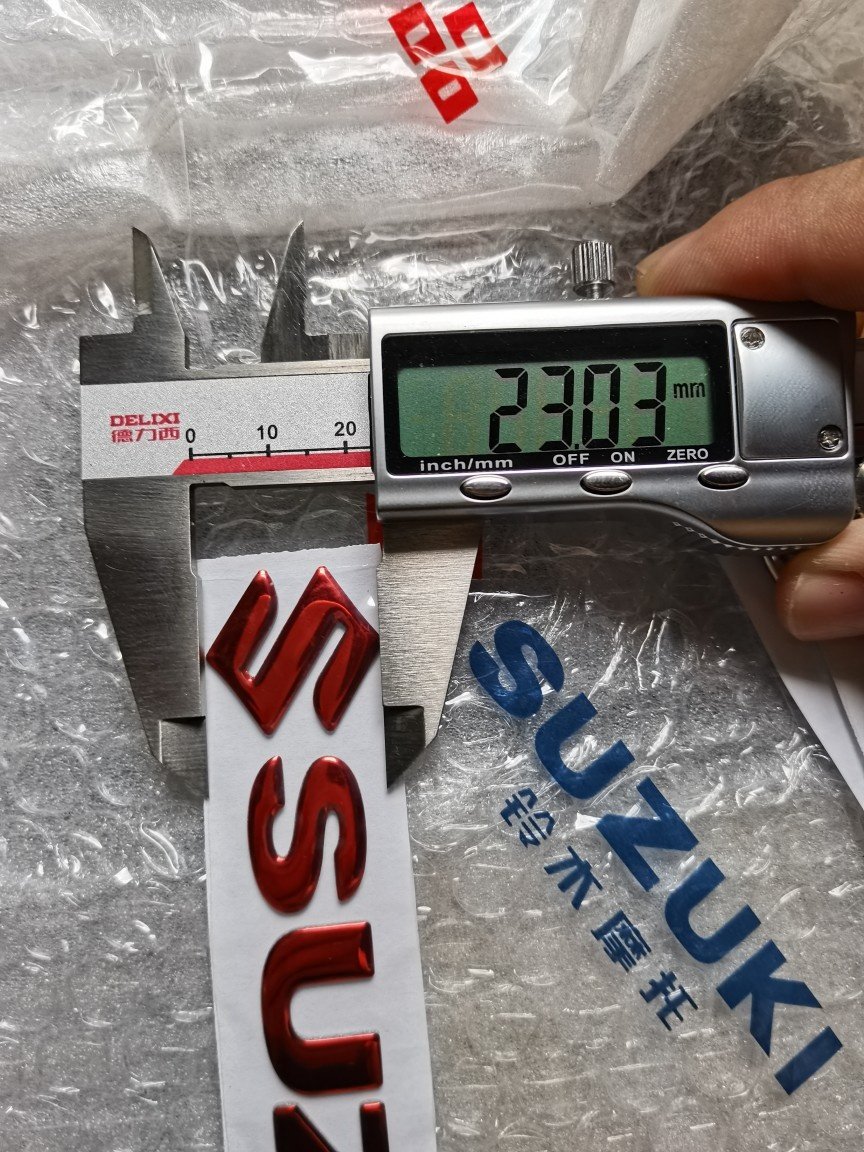 23.03 mm
inch/mm OFF ON ZERO
DELIXI
德力西
0 10 20
SUZ
SUZUKI
铃木摩托